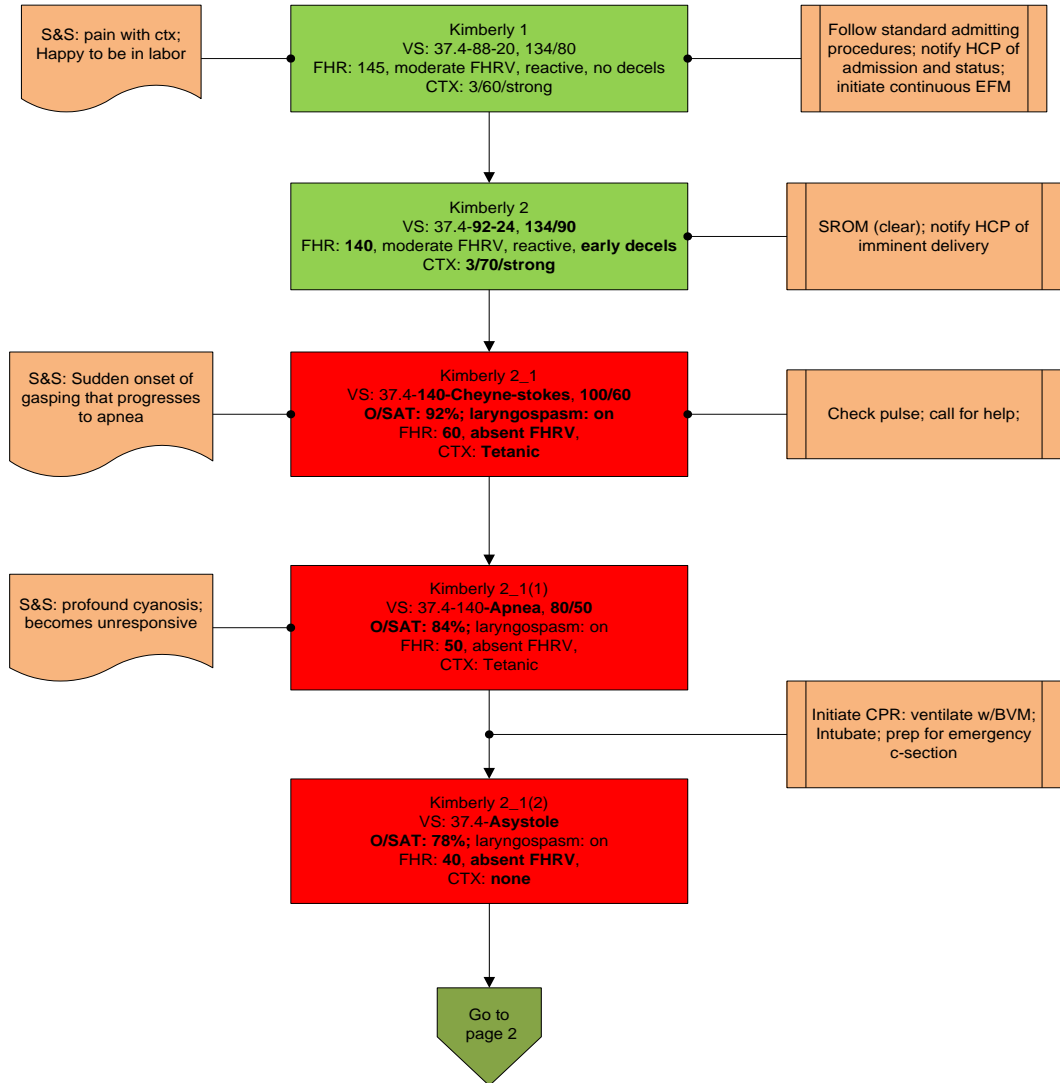 S&S: pain with ctx;
Happy to be in labor
Kimberly 1
VS: 37.4-88-20, 134/80
FHR: 145, moderate FHRV, reactive, no decels
CTX: 3/60/strong
Follow standard admitting
procedures; notify HCP of
admission and status;
initiate continuous EFM
Kimberly 2
VS: 37.4-92-24, 134/90
FHR: 140, moderate FHRV, reactive, early decels
CTX: 3/70/strong
SROM (clear); notify HCP of
imminent delivery
S&S: Sudden onset of
gasping that progresses
to apnea
Kimberly 2_1
VS: 37.4-140-Cheyne-stokes, 100/60
O/SAT: 92%; laryngospasm: on
FHR: 60, absent FHRV,
CTX: Tetanic
Check pulse; call for help;
S&S: profound cyanosis;
becomes unresponsive
Kimberly 2_1(1)
VS: 37.4-140-Apnea, 80/50
O/SAT: 84%; laryngospasm: on
FHR: 50, absent FHRV,
CTX: Tetanic
Initiate CPR: ventilate w/BVM;
Intubate; prep for emergency
c-section
Kimberly 2_1(2)
VS: 37.4-Asystole
O/SAT: 78%; laryngospasm: on
FHR: 40, absent FHRV,
CTX: none
Go to
page 2